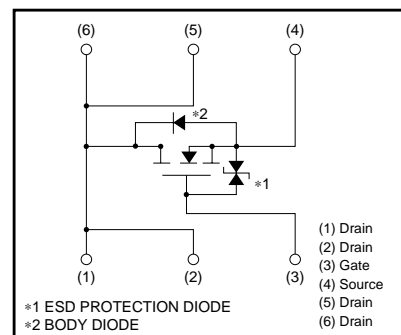 (6) (5) (4)
∗2
∗1
(1) (2) (3)
(1) Drain
(2) Drain
(3) Gate
(4) Source
(5) Drain
(6) Drain
∗1 ESD PROTECTION DIODE
∗2 BODY DIODE